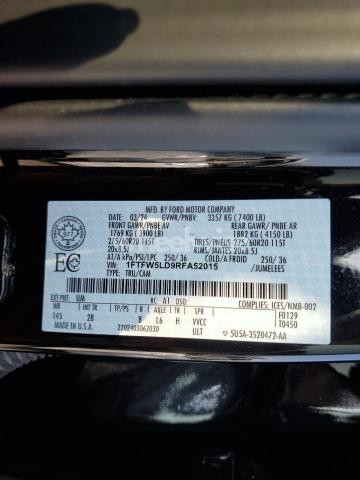 MFD. BY FORD MOTOR COMPANY
03/24 GVWR/PNBV: 3357 KG (7400 LB)
FRONT GAWR/PNBE AV REAR GAWR/ PNBE AR
1769 KG (3900 LB) 1882 KG (4150 LB)
275/60R20 115T TIRES/ PNEUS 275/60R20 115T
20x8.5J RIMS/JANTES 20x8.5J
AT/A kPa/PSI/LPC 250/36 COLD/A FROID 250/36
VIN: 1FTFW5LD9RFA52015 /JUMELEES
TYPE: TRU/CAM
377
EC
EXT PNT: UM RC: AT DSO: COMPLIES: ICES/NMB-002
WB TR TP/PS R AX SPR F0129
145 28 8 L6 H VVCC T0450
MADE IN U.S.A. 2202403062030 ULT 5U5A-3520472-AA